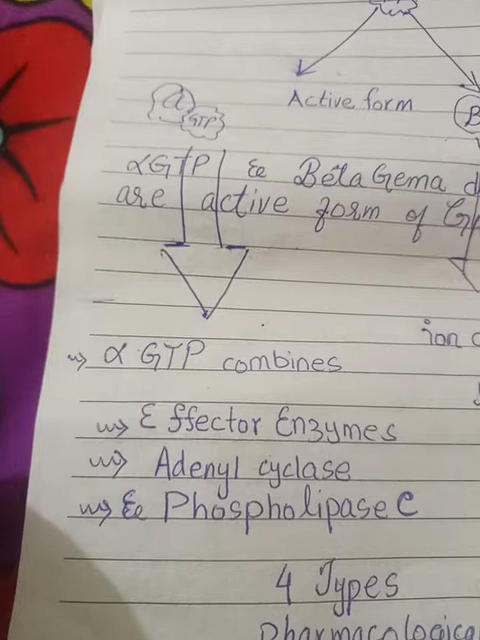 Active form
α
GTP
B
αGTP & Beta Gema d
are active form of G
ion c
α GTP combines
Effector Enzymes
Adenyl cyclase
& Phospholipase C
4 Types
Pharmacologica